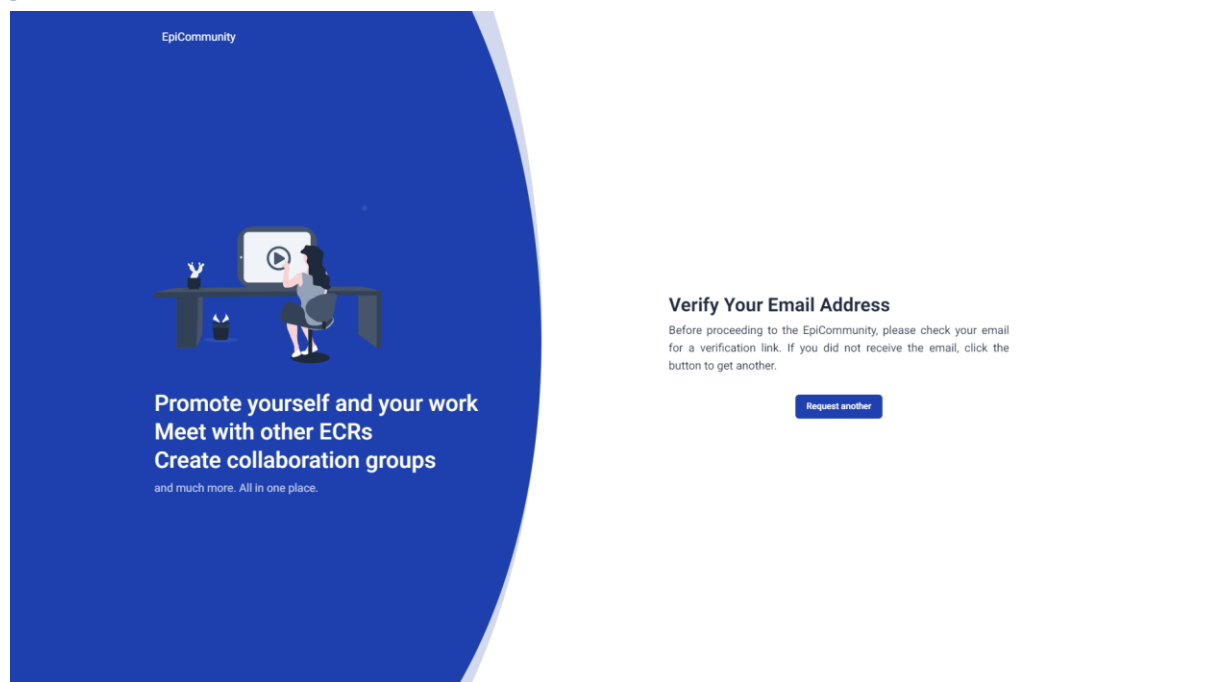 EpiCommunity
Promote yourself and your work
Meet with other ECRs
Create collaboration groups
and much more. All in one place.
Verify Your Email Address
Before proceeding to the EpiCommunity, please check your email
for a verification link. If you did not receive the email, click the
button to get another.
Request another